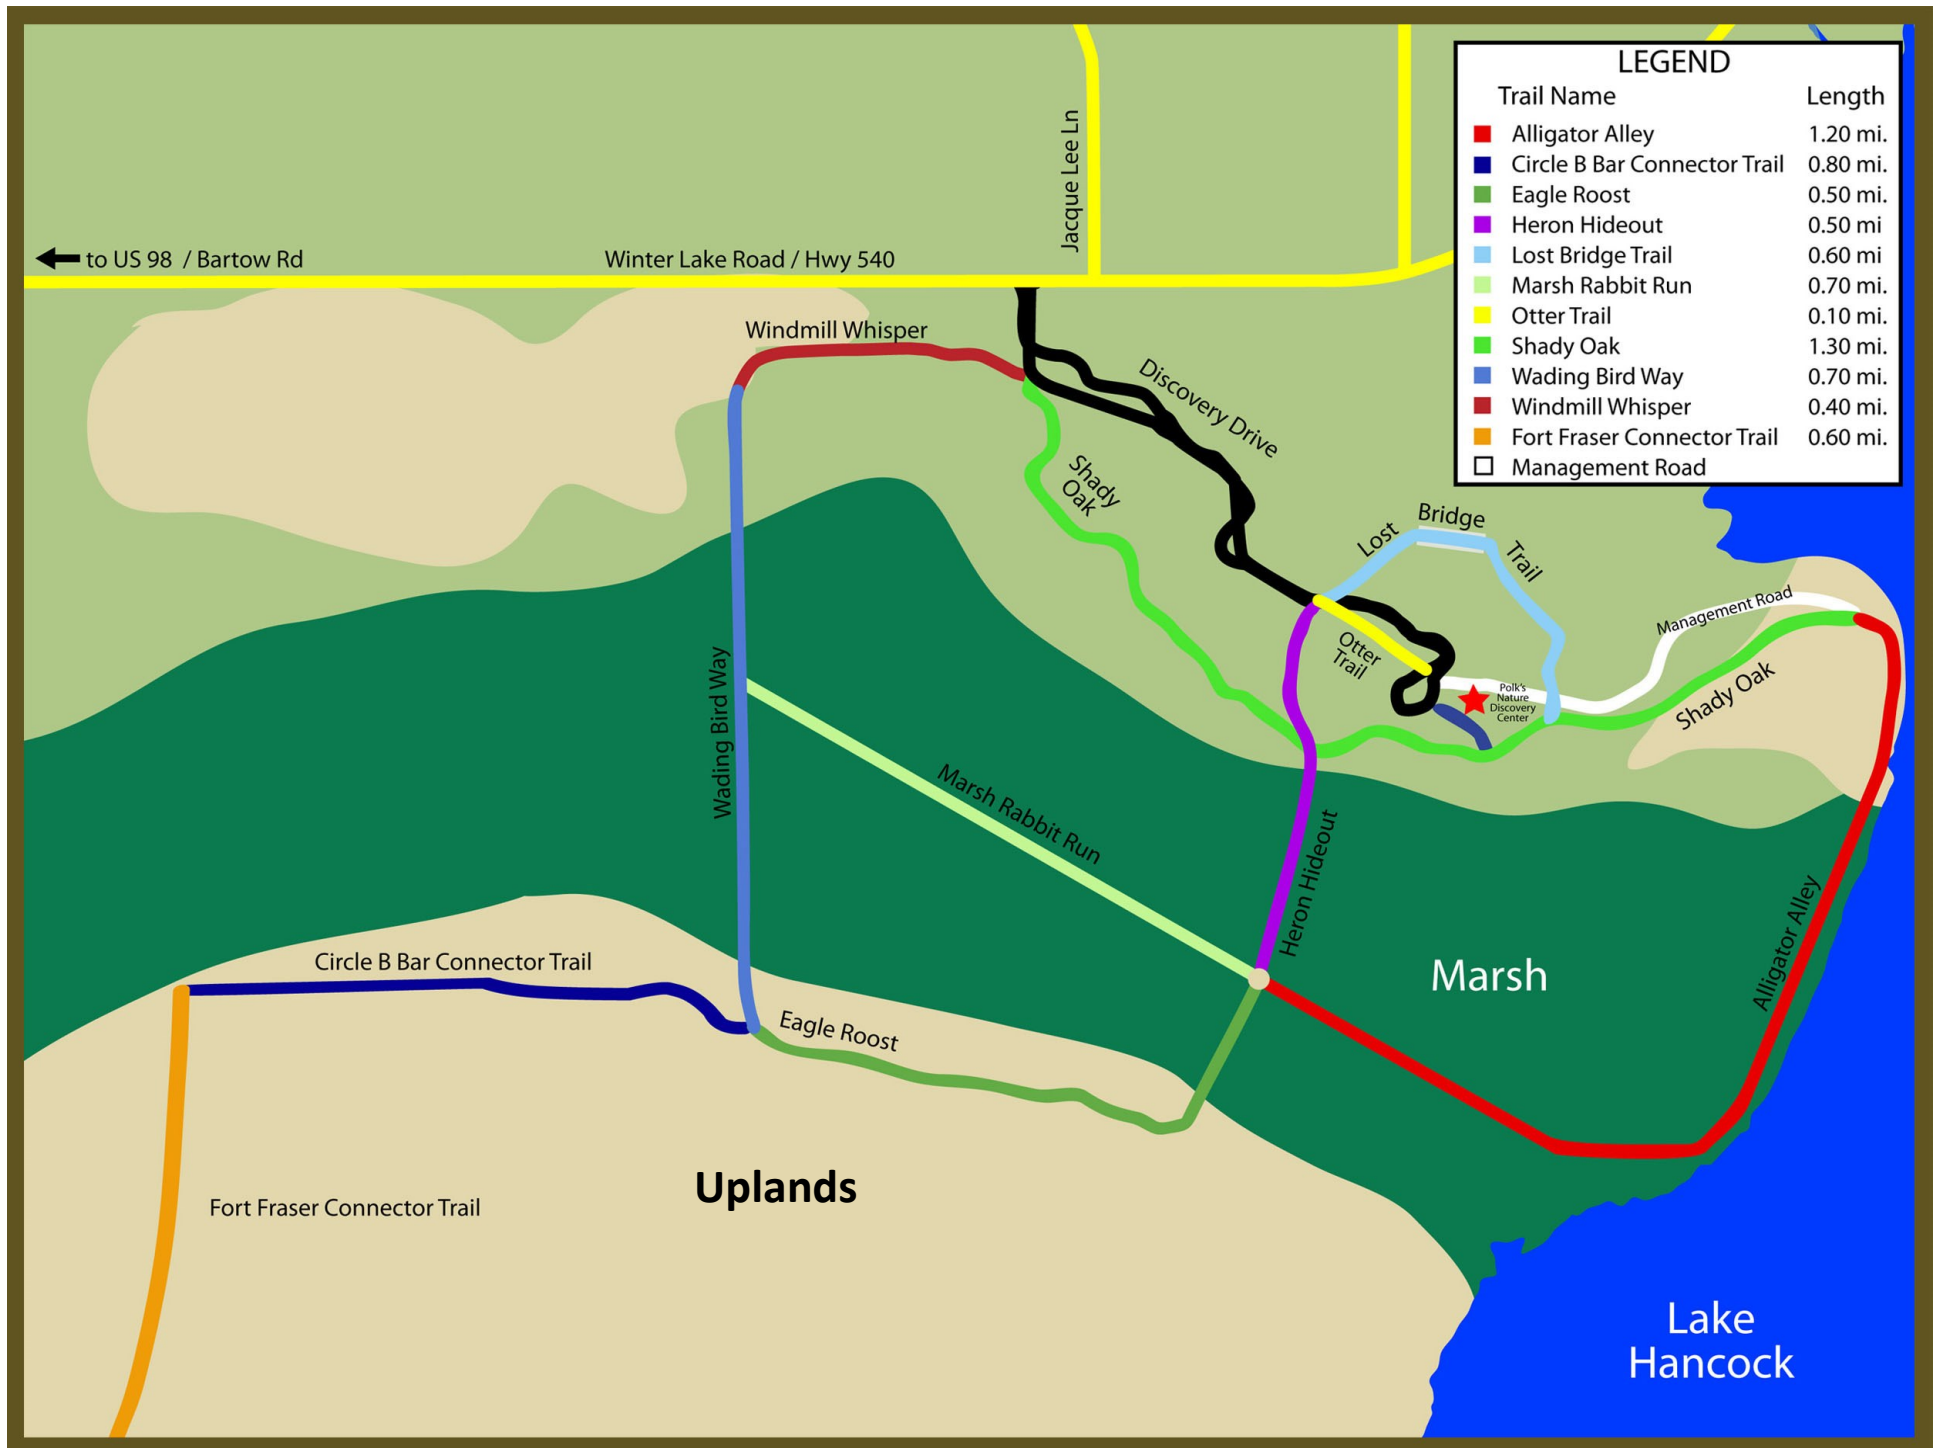 LEGEND
Trail Name Length
Alligator Alley 1.20 mi.
Circle B Bar Connector Trail 0.80 mi.
Eagle Roost 0.50 mi.
Heron Hideout 0.50 mi
Lost Bridge Trail 0.60 mi
Marsh Rabbit Run 0.70 mi.
Otter Trail 0.10 mi.
Shady Oak 1.30 mi.
Wading Bird Way 0.70 mi.
Windmill Whisper 0.40 mi.
Fort Fraser Connector Trail 0.60 mi.
Management Road
Jacque Lee Ln
to US 98 / Bartow Rd
Winter Lake Road / Hwy 540
Windmill Whisper
Discovery Drive
Shady
Oak
Lost Bridge Trail
Management Road
Otter
Trail
Polk's
Nature
Discovery
Center
Shady Oak
Wading Bird Way
Marsh Rabbit Run
Heron Hideout
Alligator Alley
Marsh
Circle B Bar Connector Trail
Eagle Roost
Uplands
Fort Fraser Connector Trail
Lake
Hancock